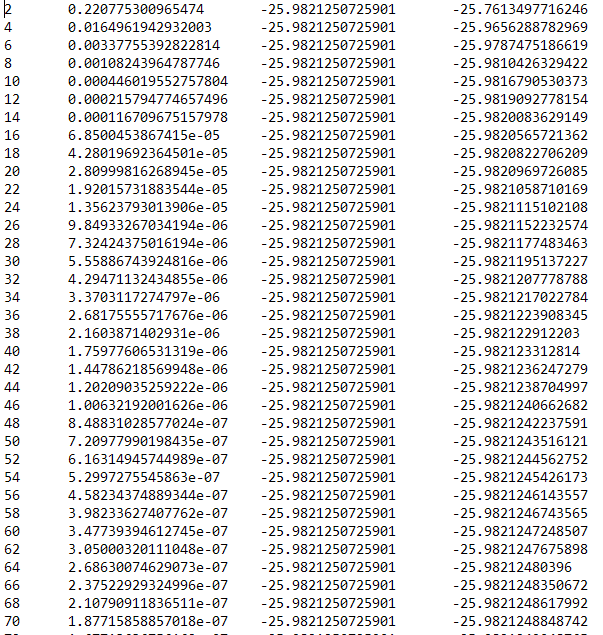 2 0.220775300965474 -25.9821250725901 -25.7613497716246
4 0.0164961942932003 -25.9821250725901 -25.9656288782969
6 0.00337755392822814 -25.9821250725901 -25.9787475186619
8 0.00108243964787746 -25.9821250725901 -25.9810426329422
10 0.000446019552757804 -25.9821250725901 -25.9816790530373
12 0.000215794774657496 -25.9821250725901 -25.9819092778154
14 0.000116709675157978 -25.9821250725901 -25.9820083629149
16 6.8500453867415e-05 -25.9821250725901 -25.9820565721362
18 4.28019692364501e-05 -25.9821250725901 -25.9820822706209
20 2.80999816268945e-05 -25.9821250725901 -25.9820969726085
22 1.92015731883544e-05 -25.9821250725901 -25.9821058710169
24 1.35623793013906e-05 -25.9821250725901 -25.9821115102108
26 9.84933267034194e-06 -25.9821250725901 -25.9821152232574
28 7.32424375016194e-06 -25.9821250725901 -25.9821177483463
30 5.55886743924816e-06 -25.9821250725901 -25.9821195137227
32 4.29471132434855e-06 -25.9821250725901 -25.9821207778788
34 3.3703117274797e-06 -25.9821250725901 -25.9821217022784
36 2.68175555717676e-06 -25.9821250725901 -25.9821223908345
38 2.1603871402931e-06 -25.9821250725901 -25.982122912203
40 1.75977606531319e-06 -25.9821250725901 -25.982123312814
42 1.44786218569948e-06 -25.9821250725901 -25.9821236247279
44 1.20209035259222e-06 -25.9821250725901 -25.9821238704997
46 1.00632192001626e-06 -25.9821250725901 -25.9821240662682
48 8.48831028577024e-07 -25.9821250725901 -25.9821242237591
50 7.20977990198435e-07 -25.9821250725901 -25.9821243516121
52 6.16314945744989e-07 -25.9821250725901 -25.9821244562752
54 5.2997275545863e-07 -25.9821250725901 -25.9821245426173
56 4.58234374889344e-07 -25.9821250725901 -25.9821246143557
58 3.98233627407762e-07 -25.9821250725901 -25.9821246743565
60 3.47739394612745e-07 -25.9821250725901 -25.9821247248507
62 3.05000320111048e-07 -25.9821250725901 -25.9821247675898
64 2.68630074629073e-07 -25.9821250725901 -25.98212480396
66 2.37522929324996e-07 -25.9821250725901 -25.9821248350672
68 2.10790911836511e-07 -25.9821250725901 -25.9821248617992
70 1.87715858857018e-07 -25.9821250725901 -25.9821248848742